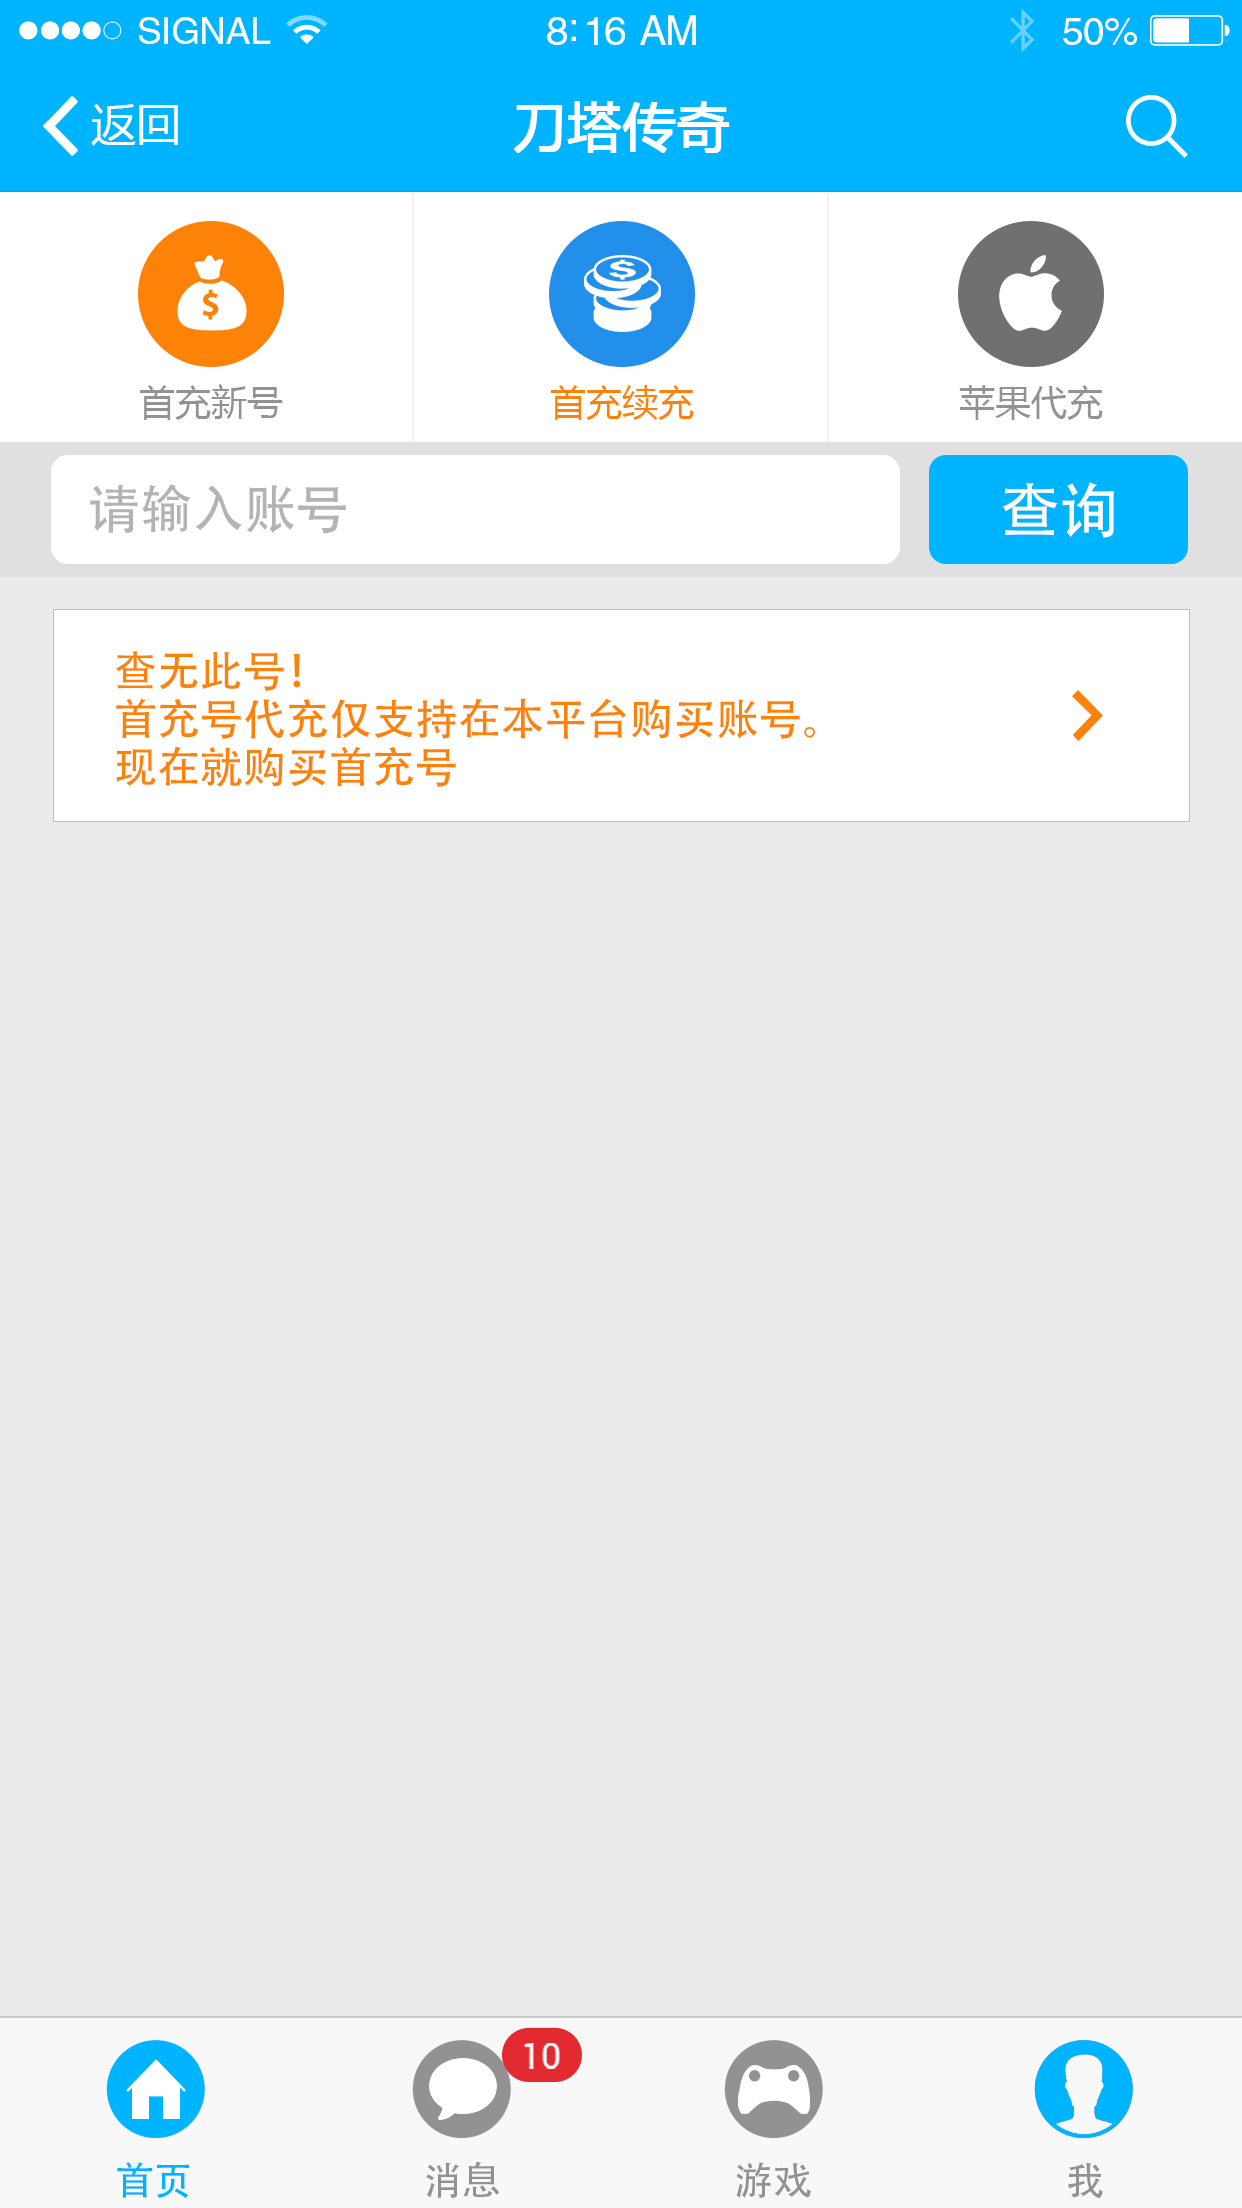 SIGNAL 8:16 AM 50%
返回 刀塔传奇
首充新号 首充续充 苹果代充
请输入账号 查询
查无此号！
首充号代充仅支持在本平台购买账号。
现在就购买首充号
10
首页 消息 游戏 我